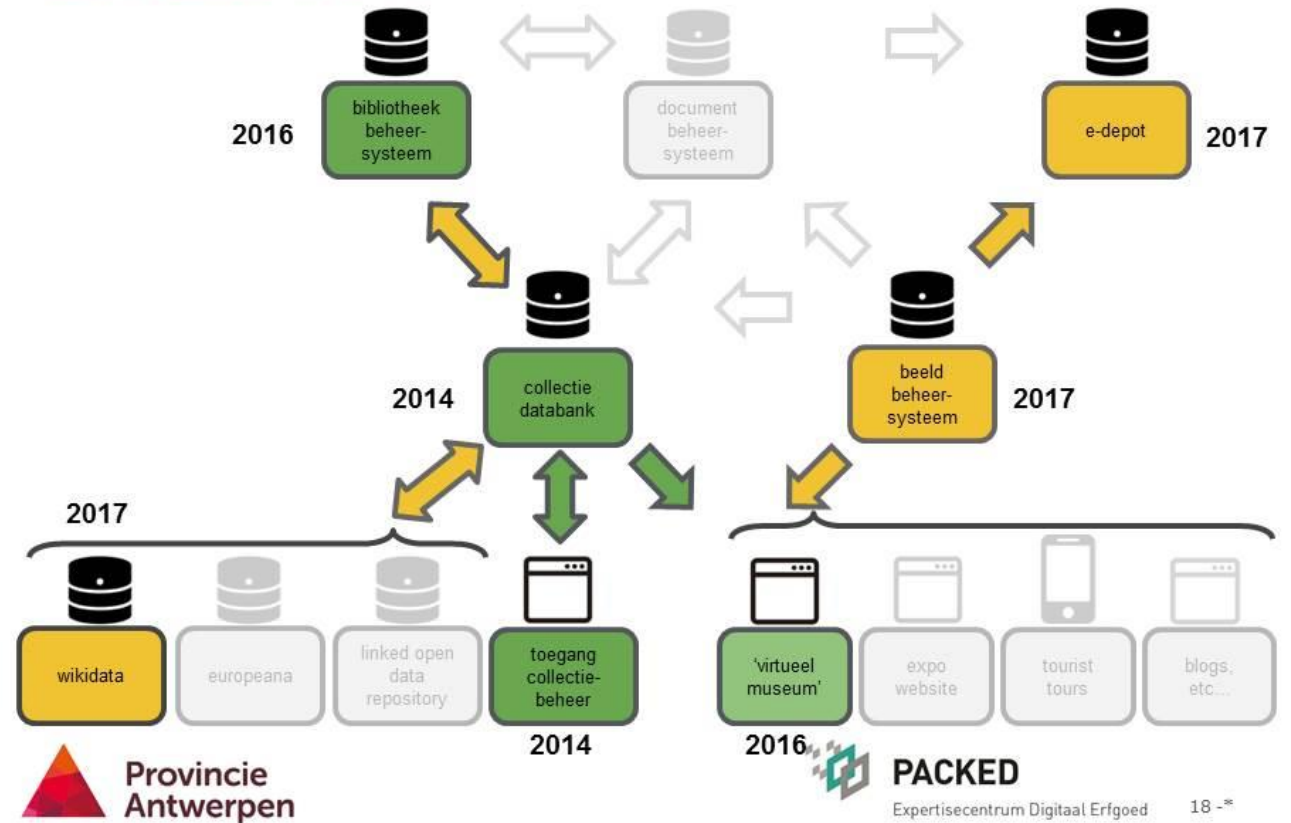 bibliotheek
beheer-
systeem
2016
document
beheer-
systeem
e-depot
2017
2014
collectie
databank
beeld
beheer-
systeem
2017
2017
wikidata
europeana
linked open
data
repository
toegang
collectie-
beheer
2014
‘virtueel
museum’
2016
expo
website
tourist
tours
blogs,
etc...
Provincie
Antwerpen
PACKED
Expertisecentrum Digitaal Erfgoed
18 -*